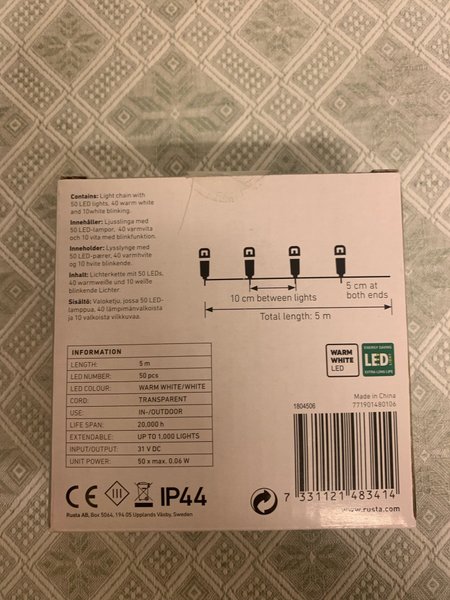 Contains: Light chain with
50 LED lights, 40 warm white
and 10white blinking.
Innehåller: Ljusslinga med
50 LED-lampor, 40 varmvita
och 10 vita med blinkfunktion.
Inneholder: Lysslynge med
50 LED-pærer, 40 varmvite
og 10 hvite blinkende.
Inhalt: Lichterkette mit 50 LEDs,
40 warmweiße und 10 weiße
blinkende Lichter.
Sisältö: Valoketju, jossa 50 LED-
lamppua, 40 lämpimänvalkoista
ja 10 valkoista vilkkuvaa.
10 cm between lights
5 cm at
both ends
Total length: 5 m
INFORMATION
LENGTH: 5 m
LED NUMBER: 50 pcs
LED COLOUR: WARM WHITE/WHITE
CORD: TRANSPARENT
USE: IN-/OUTDOOR
LIFE SPAN: 20,000 h
EXTENDABLE: UP TO 1,000 LIGHTS
INPUT/OUTPUT: 31 V DC
UNIT POWER: 50 x max. 0.06 W
WARM
WHITE
LED
ENERGY SAVING
LED
EXTRA LONG LIFE
Made in China
771901480106
1804506
7 331121 483414
www.rusta.com
CE III IP44
Rusta AB, Box 5064, 194 05 Upplands Väsby, Sweden